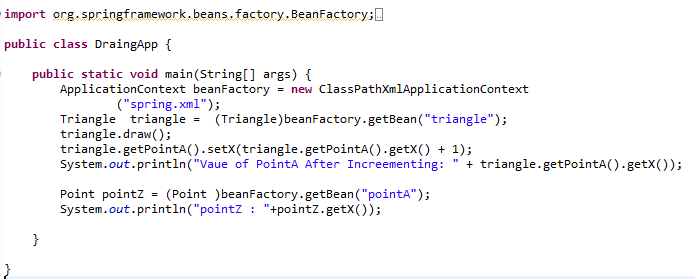 import org.springframework.beans.factory.BeanFactory;
public class DraingApp {
public static void main(String[] args) {
ApplicationContext beanFactory = new ClassPathXmlApplicationContext
("spring.xml");
Triangle triangle = (Triangle)beanFactory.getBean("triangle");
triangle.draw();
triangle.getPointA().setX(triangle.getPointA().getX() + 1);
System.out.println("Vaue of PointA After Increementing: " + triangle.getPointA().getX());
Point pointZ = (Point )beanFactory.getBean("pointA");
System.out.println("pointZ : "+pointZ.getX());
}
}